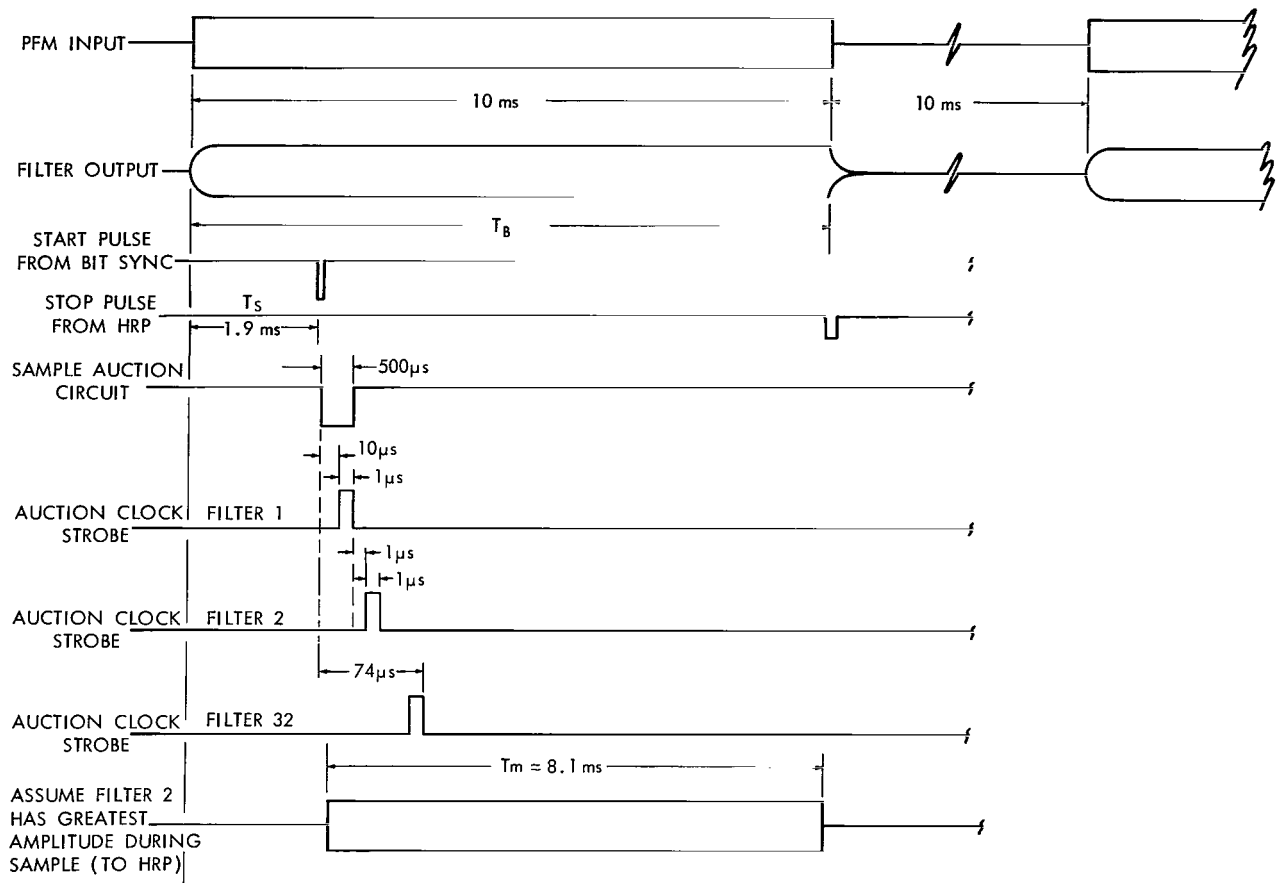 PFM INPUT
10 ms
10 ms
FILTER OUTPUT
T_B
START PULSE
FROM BIT SYNC
STOP PULSE
FROM HRP
T_S
1.9 ms
SAMPLE AUCTION
CIRCUIT
500µs
10µs
1µs
AUCTION CLOCK FILTER 1
STROBE
1µs
1µs
AUCTION CLOCK FILTER 2
STROBE
74µs
AUCTION CLOCK FILTER 32
STROBE
Tm = 8.1 ms
ASSUME FILTER 2
HAS GREATEST
AMPLITUDE DURING
SAMPLE (TO HRP)